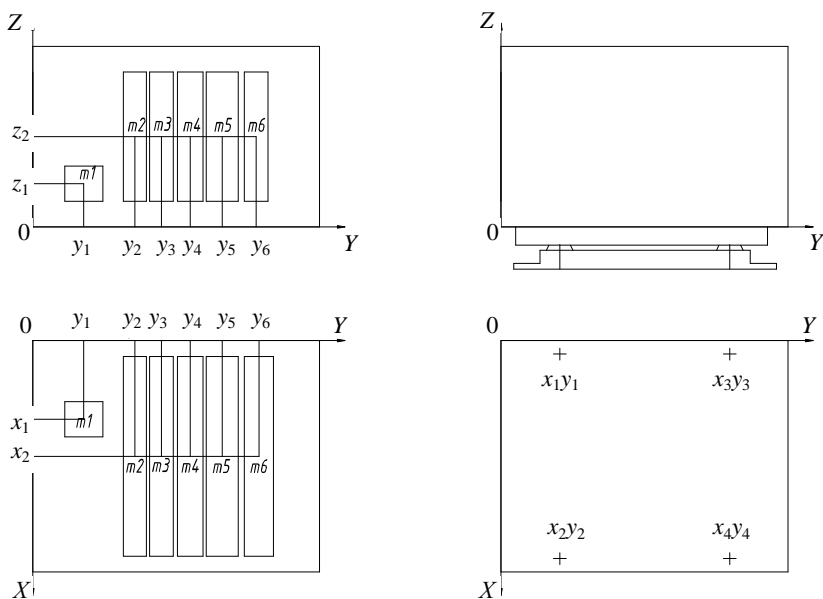 Z
Z
m2 m3 m4 m5 m6
z2
m1
z1
0
y1 y2 y3 y4 y5 y6
Y
0
Y
0
y1 y2 y3 y4 y5 y6
Y
0
Y
x1y1
x3y3
x1
m1
x2
m2 m3 m4 m5 m6
x2y2
x4y4
X
X